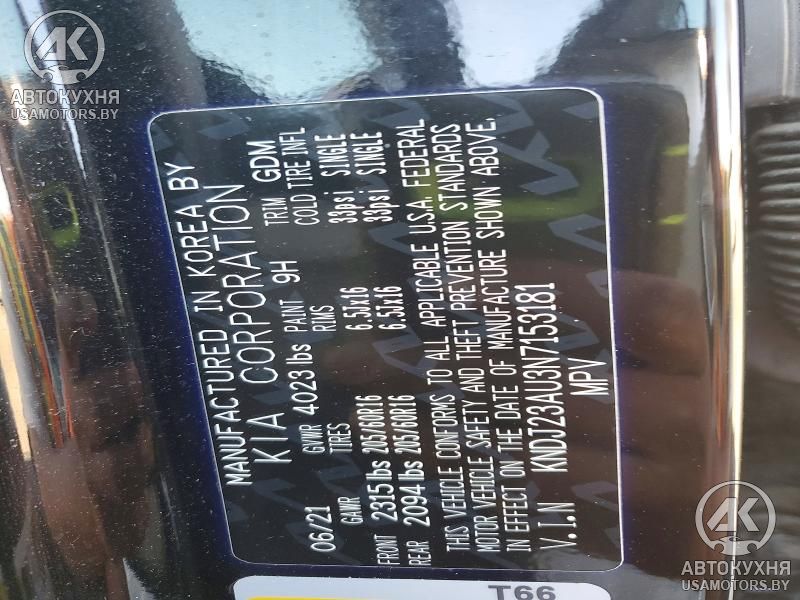 AK
АВТОКУХНЯ
USAMOTORS.BY
MANUFACTURED IN KOREA BY
KIA CORPORATION
06/21 GVWR 4023 lbs PAINT 9H TRIM GDM
GAWR TIRES RIMS COLD TIRE INFL
FRONT 2315 lbs 205/60R16 6.5Jx16 33psi SINGLE
REAR 2094 lbs 205/60R16 6.5Jx16 33psi SINGLE
THIS VEHICLE CONFORMS TO ALL APPLICABLE U.S.A. FEDERAL
MOTOR VEHICLE SAFETY AND THEFT PREVENTION STANDARDS
IN EFFECT ON THE DATE OF MANUFACTURE SHOWN ABOVE.
V.I.N KNDJ23AU3N7153181
MPV
T66
AK
АВТОКУХНЯ
USAMOTORS.BY